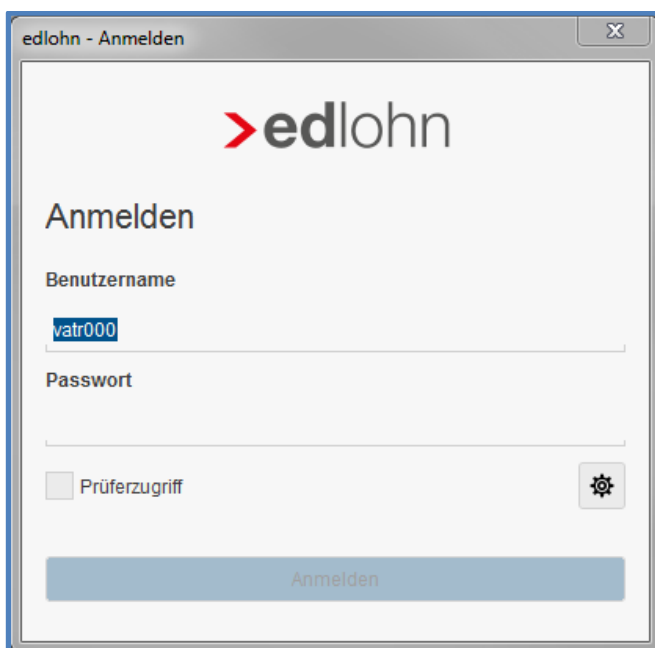 edlohn - Anmelden
edlohn
Anmelden
Benutzername
vatr000
Passwort
Prüferzugriff
Anmelden